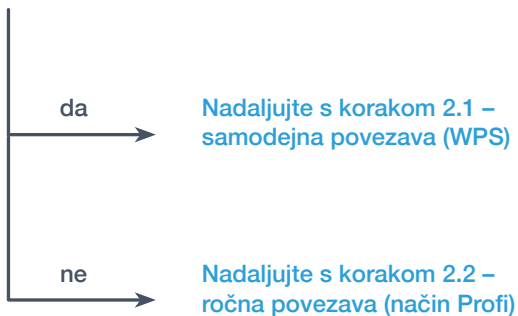 da
Nadaljujte s korakom 2.1 –
samodejna povezava (WPS)
ne
Nadaljujte s korakom 2.2 –
ročna povezava (način Profi)